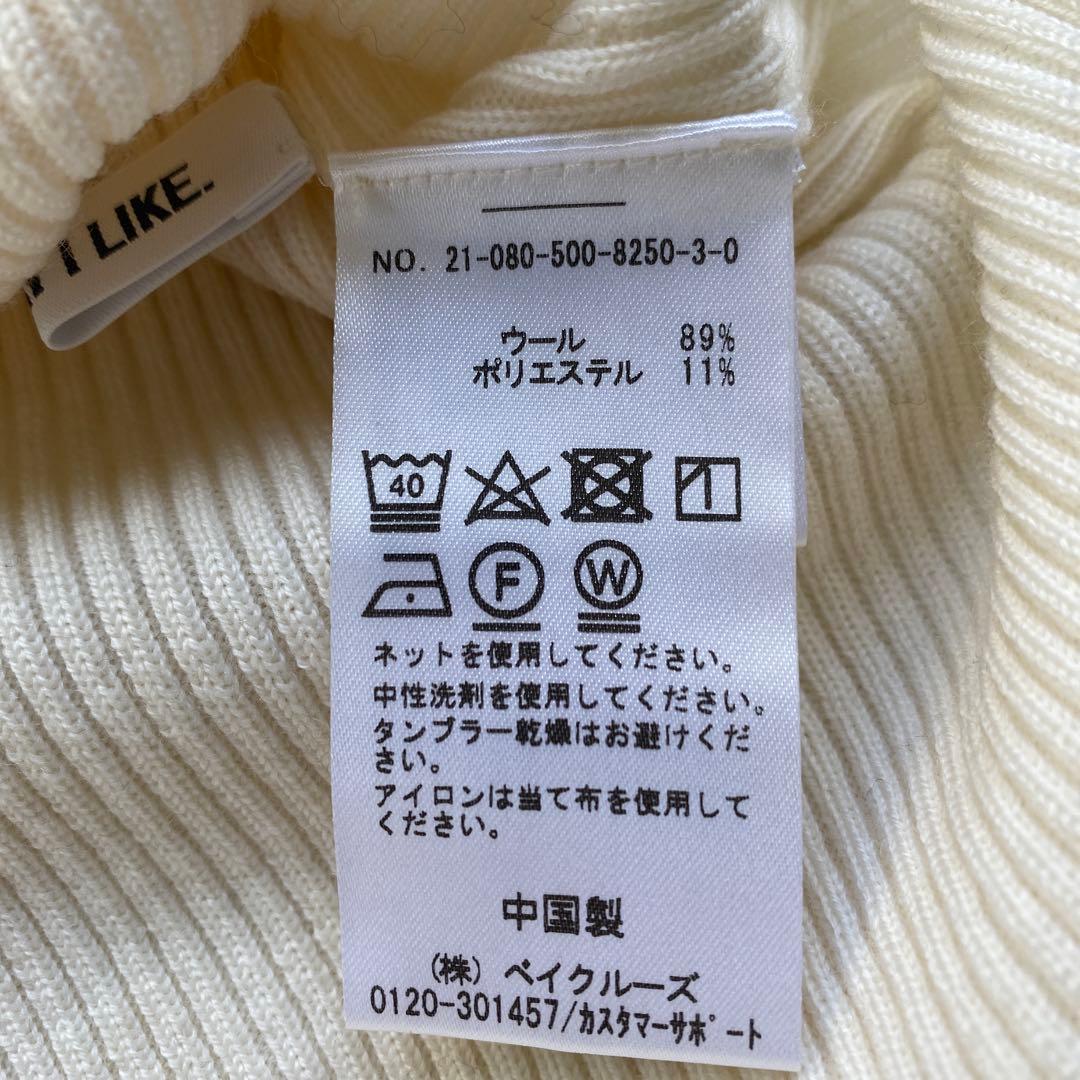 I LIKE.
NO. 21-080-500-8250-3-0
ウール 89%
ポリエステル 11%
40
F W
ネットを使用してください。
中性洗剤を使用してください。
タンブラー乾燥はお避けくだ
さい。
アイロンは当て布を使用して
ください。
中国製
(株) ベイクルーズ
0120-301457/カスタマーサポート